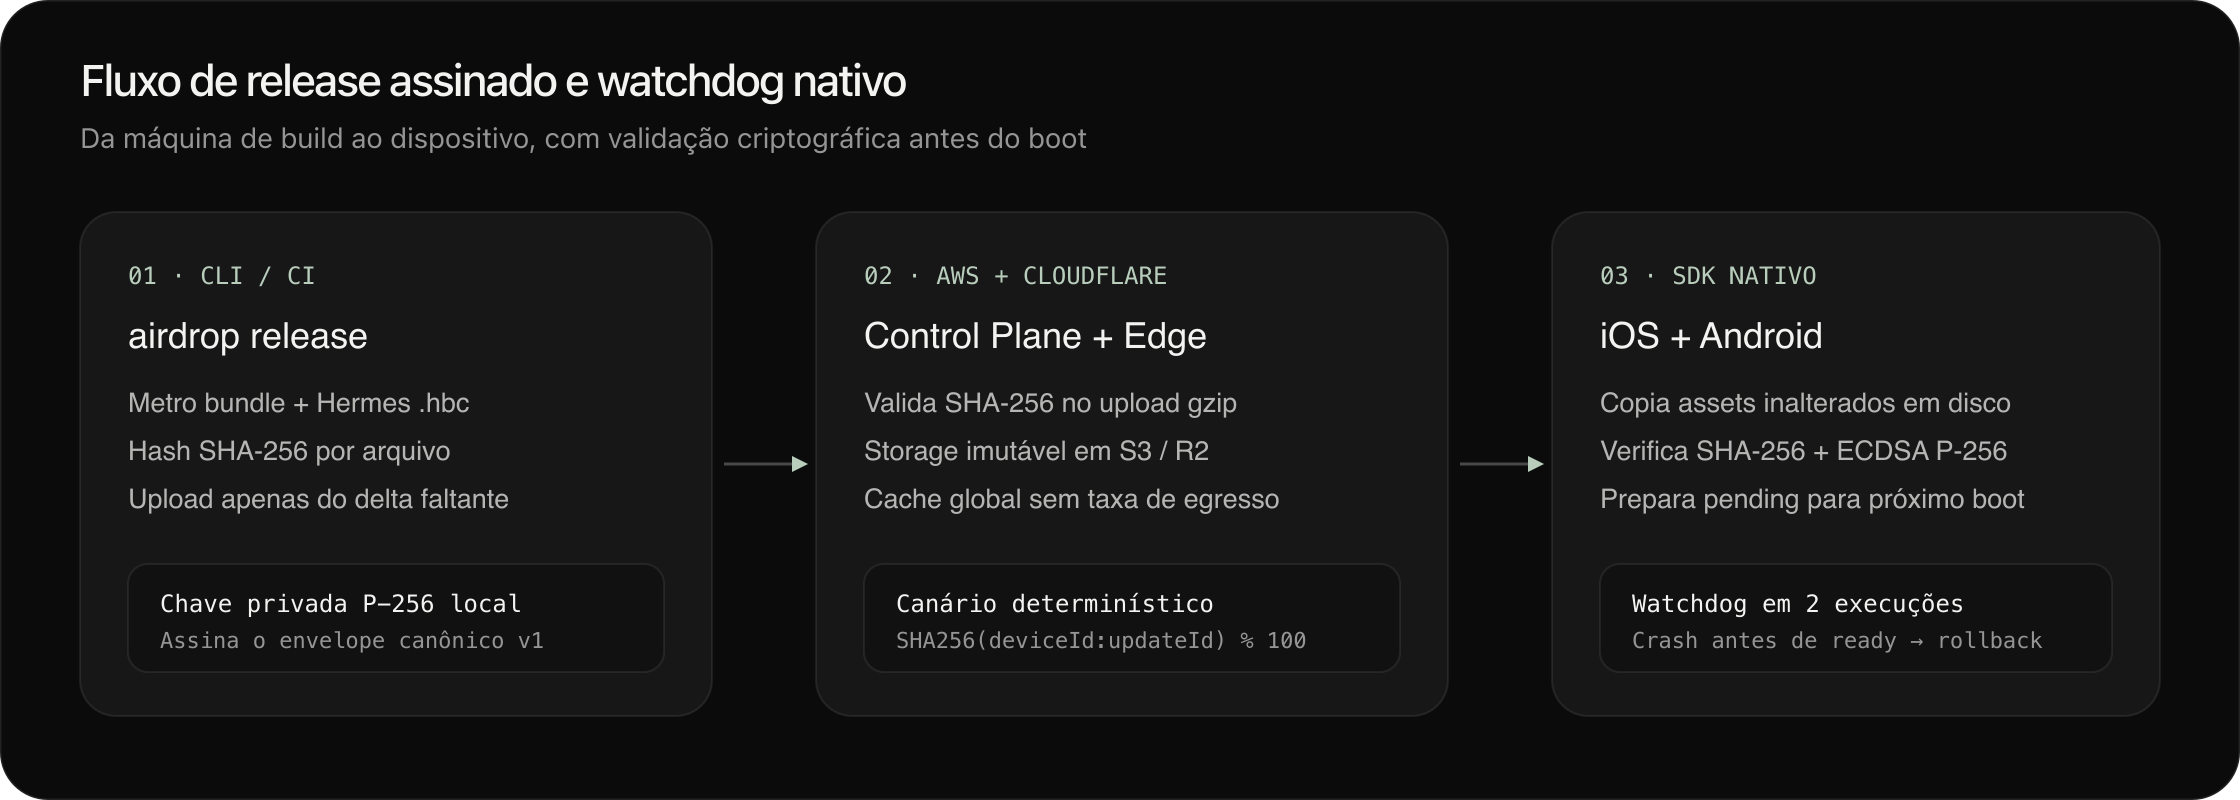 Fluxo de release assinado e watchdog nativo
Da máquina de build ao dispositivo, com validação criptográfica antes do boot
01 · CLI / CI
airdrop release
Metro bundle + Hermes .hbc
Hash SHA-256 por arquivo
Upload apenas do delta faltante
Chave privada P–256 local
Assina o envelope canônico v1
02 · AWS + CLOUDFLARE
Control Plane + Edge
Valida SHA-256 no upload gzip
Storage imutável em S3 / R2
Cache global sem taxa de egresso
Canário determinístico
SHA256(deviceId:updateId) % 100
03 · SDK NATIVO
iOS + Android
Copia assets inalterados em disco
Verifica SHA-256 + ECDSA P-256
Prepara pending para próximo boot
Watchdog em 2 execuções
Crash antes de ready → rollback